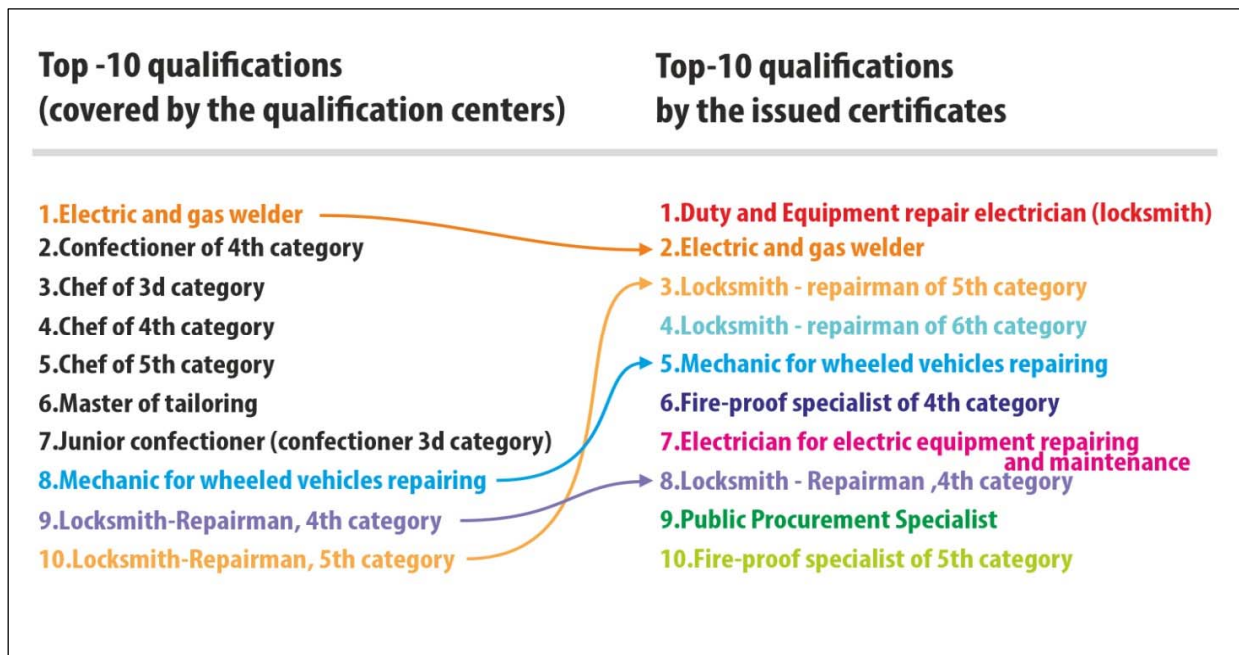 Top -10 qualifications
(covered by the qualification centers)
1.Electric and gas welder
2.Confectioner of 4th category
3.Chef of 3d category
4.Chef of 4th category
5.Chef of 5th category
6.Master of tailoring
7.Junior confectioner (confectioner 3d category)
8.Mechanic for wheeled vehicles repairing
9.Locksmith-Repairman, 4th category
10.Locksmith-Repairman, 5th category
Top-10 qualifications
by the issued certificates
1.Duty and Equipment repair electrician (locksmith)
2.Electric and gas welder
3.Locksmith - repairman of 5th category
4.Locksmith - repairman of 6th category
5.Mechanic for wheeled vehicles repairing
6.Fire-proof specialist of 4th category
7.Electrician for electric equipment repairing
and maintenance
8.Locksmith - Repairman ,4th category
9.Public Procurement Specialist
10.Fire-proof specialist of 5th category